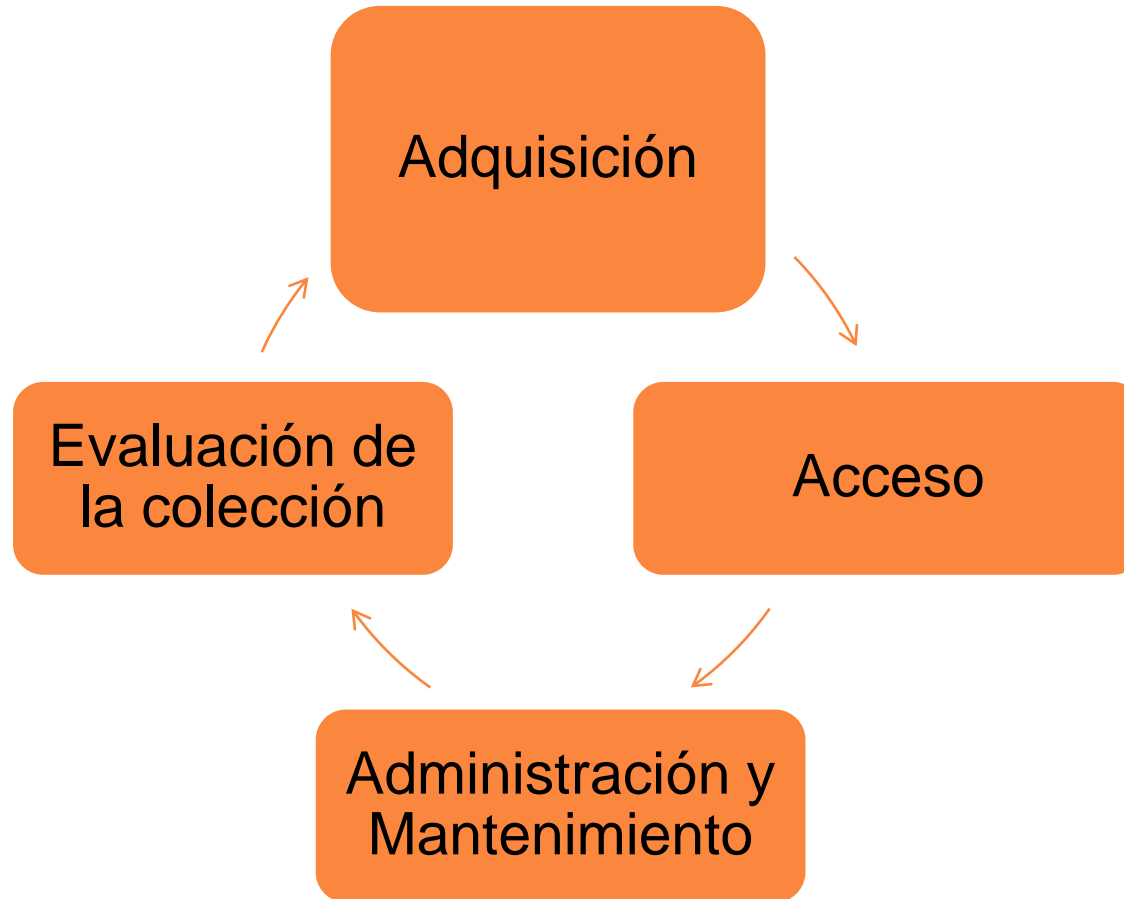 Adquisición
Acceso
Administración y
Mantenimiento
Evaluación de
la colección